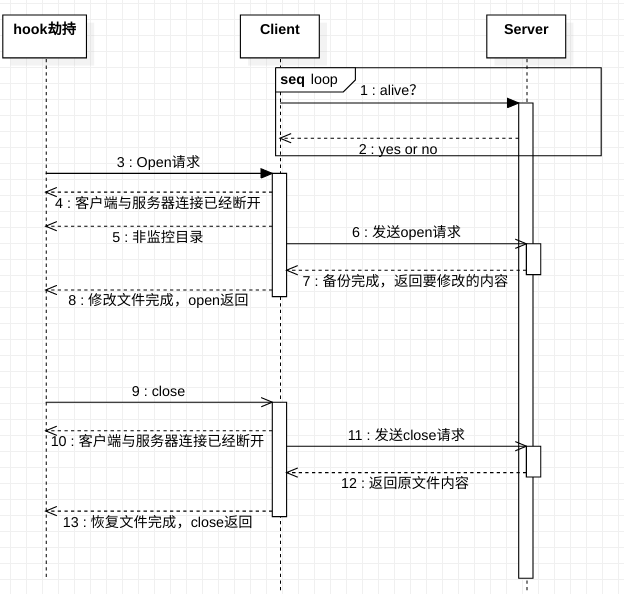 hook劫持
Client
Server
seq loop
1 : alive？
2 : yes or no
3 : Open请求
4 : 客户端与服务器连接已经断开
5 : 非监控目录
6 : 发送open请求
7 : 备份完成，返回要修改的内容
8 : 修改文件完成，open返回
9 : close
10 : 客户端与服务器连接已经断开
11 : 发送close请求
12 : 返回原文件内容
13 : 恢复文件完成，close返回